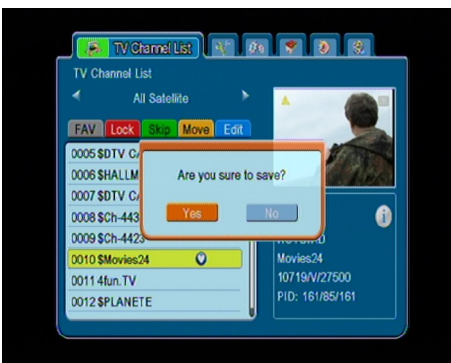 TV Channel List
TV Channel List
All Satellite
FAV Lock Skip Move Edit
0005 $DTV
0006 $HALLM
0007 $DTV
0008 $Ch-443
0009 $Ch-4423
0010 $Movies24
0011 4fun.TV
0012 $PLANETE
Are you sure to save?
Yes No
Movies24
10719/V/27500
PID: 161/85/161